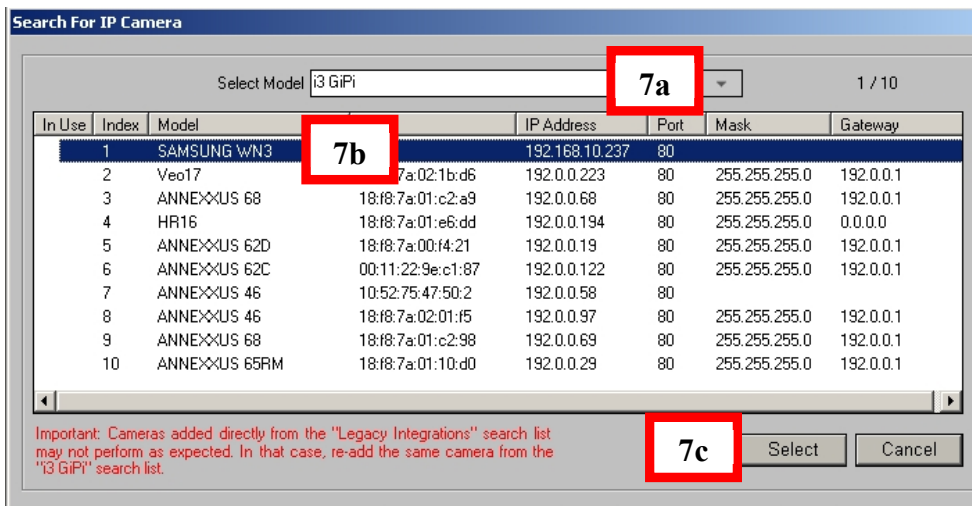 Search For IP Camera
Select Model i3 GiPi 7a 1 / 10
In Use Index Model IP Address Port Mask Gateway
1 SAMSUNG WN3 7b 192.168.10.237 80
2 Veo17 7a:02:1b:d6 192.0.0.223 80 255.255.255.0 192.0.0.1
3 ANNEXXUS 68 18:f8:7a:01:c2:a9 192.0.0.68 80 255.255.255.0 192.0.0.1
4 HR16 18:f8:7a:01:e6:dd 192.0.0.194 80 255.255.255.0 0.0.0.0
5 ANNEXXUS 62D 18:f8:7a:00:f4:21 192.0.0.19 80 255.255.255.0 192.0.0.1
6 ANNEXXUS 62C 00:11:22:9e:c1:87 192.0.0.122 80 255.255.255.0 192.0.0.1
7 ANNEXXUS 46 10:52:75:47:50:2 192.0.0.58 80
8 ANNEXXUS 46 18:f8:7a:02:01:f5 192.0.0.97 80 255.255.255.0 192.0.0.1
9 ANNEXXUS 68 18:f8:7a:01:c2:98 192.0.0.69 80 255.255.255.0 192.0.0.1
10 ANNEXXUS 65RM 18:f8:7a:01:10:d0 192.0.0.29 80 255.255.255.0 192.0.0.1
Important: Cameras added directly from the "Legacy Integrations" search list
may not perform as expected. In that case, re-add the same camera from the
"i3 GiPi" search list.
7c Select Cancel